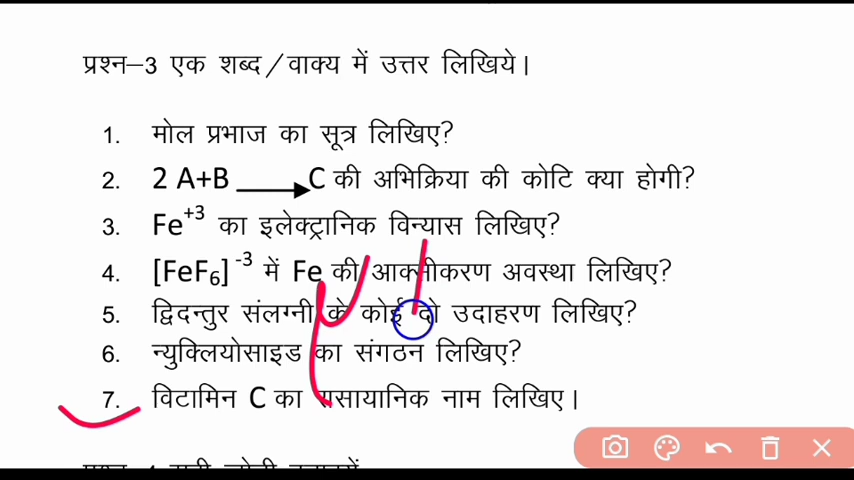 प्रश्न–3 एक शब्द/वाक्य में उत्तर लिखिये।
1. मोल प्रभाज का सूत्र लिखिए?
2. 2 A+B ⟶ C की अभिक्रिया की कोटि क्या होगी?
3. Fe⁺³ का इलेक्ट्रानिक विन्यास लिखिए?
4. [FeF₆]⁻³ में Fe की आक्सीकरण अवस्था लिखिए?
5. द्विदन्तुर संलग्नी के कोई दो उदाहरण लिखिए?
6. न्युक्लियोसाइड का संगठन लिखिए?
7. विटामिन C का रासायानिक नाम लिखिए।